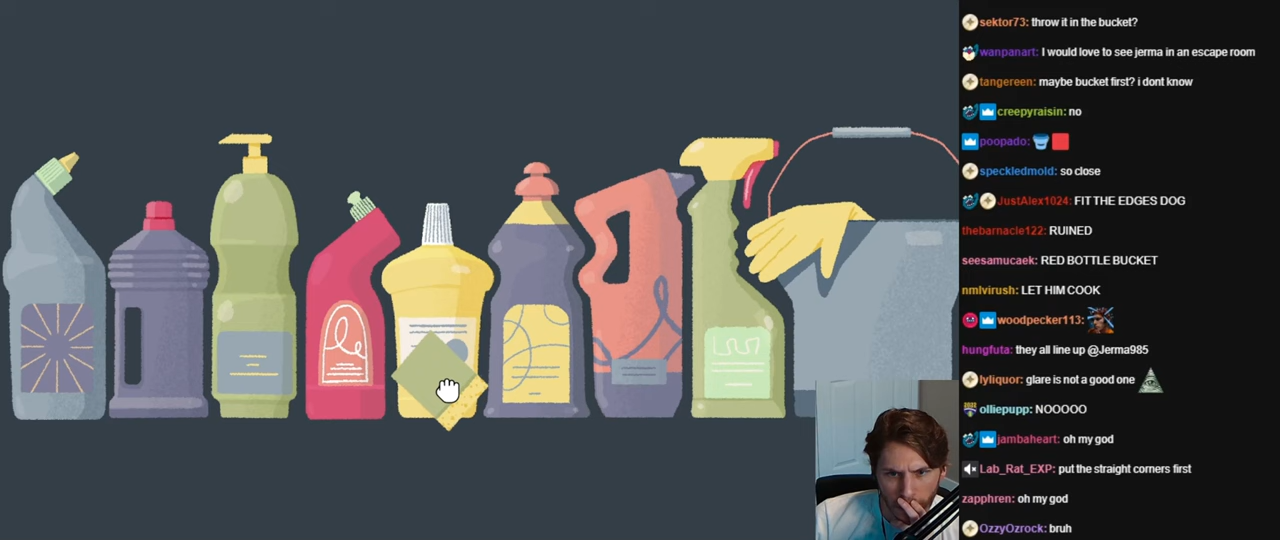 sektor73: throw it in the bucket?
wanpanart: I would love to see jerma in an escape room
tangereen: maybe bucket first? i dont know
creepyraisin: no
poopado:
speckledmold: so close
JustAlex1024: FIT THE EDGES DOG
thebarnacle122: RUINED
seesamucaek: RED BOTTLE BUCKET
nmlvirush: LET HIM COOK
woodpecker113:
hungfuta: they all line up @Jerma985
lyliquor: glare is not a good one
olliepupp: NOOOOO
jambaheart: oh my god
Lab_Rat_EXP: put the straight corners first
zapphren: oh my god
OzzyOzrock: bruh